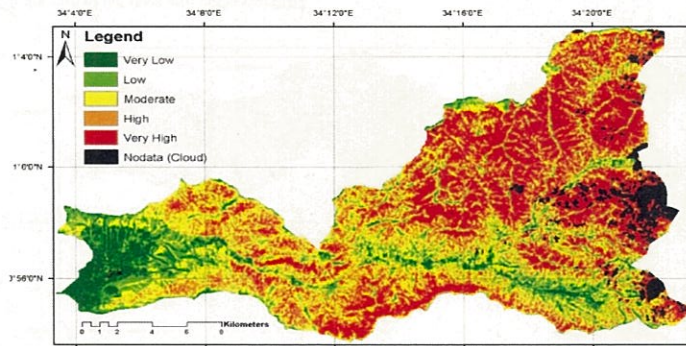 34°4'0"E 34°8'0"E 34°12'0"E 34°16'0"E 34°20'0"E
1°4'0"N
1°6'0"N
3°56'0"N
N
Legend
Very Low
Low
Moderate
High
Very High
Nodata (Cloud)
0 1 2 4 6 8
Kilometers